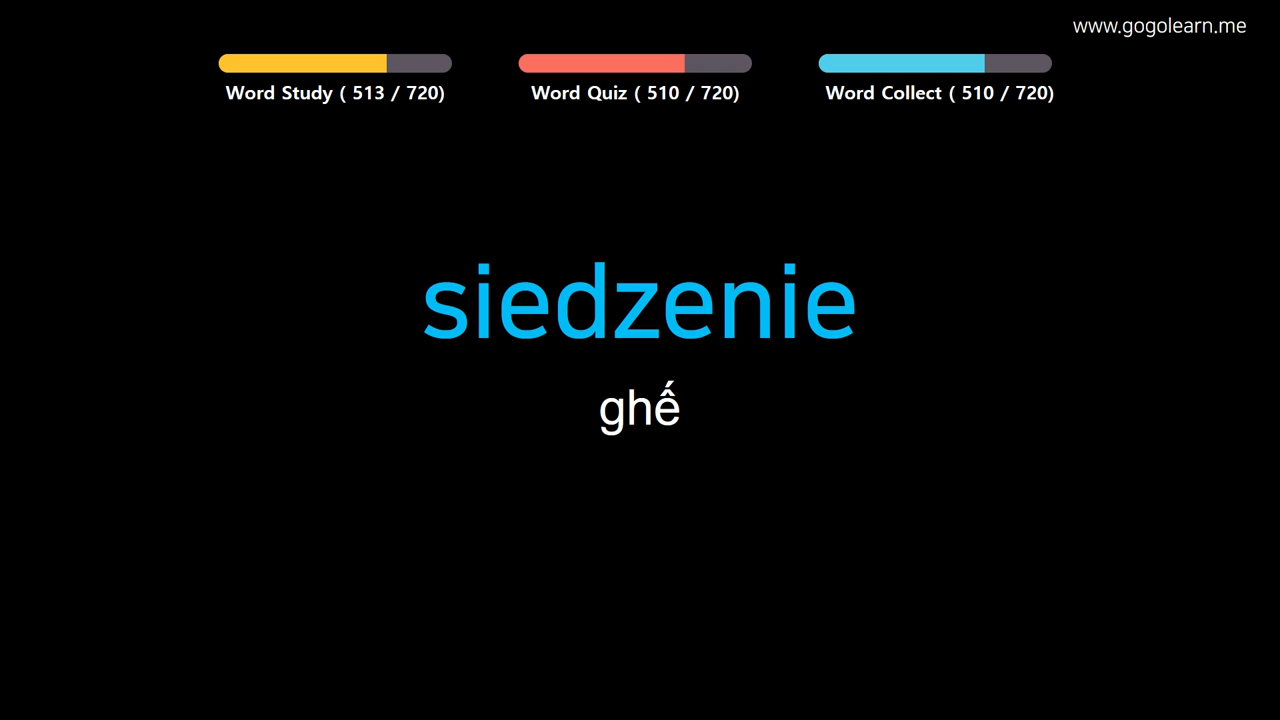 www.gogolearn.me
Word Study ( 513 / 720)
Word Quiz ( 510 / 720)
Word Collect ( 510 / 720)
siedzenie
ghế